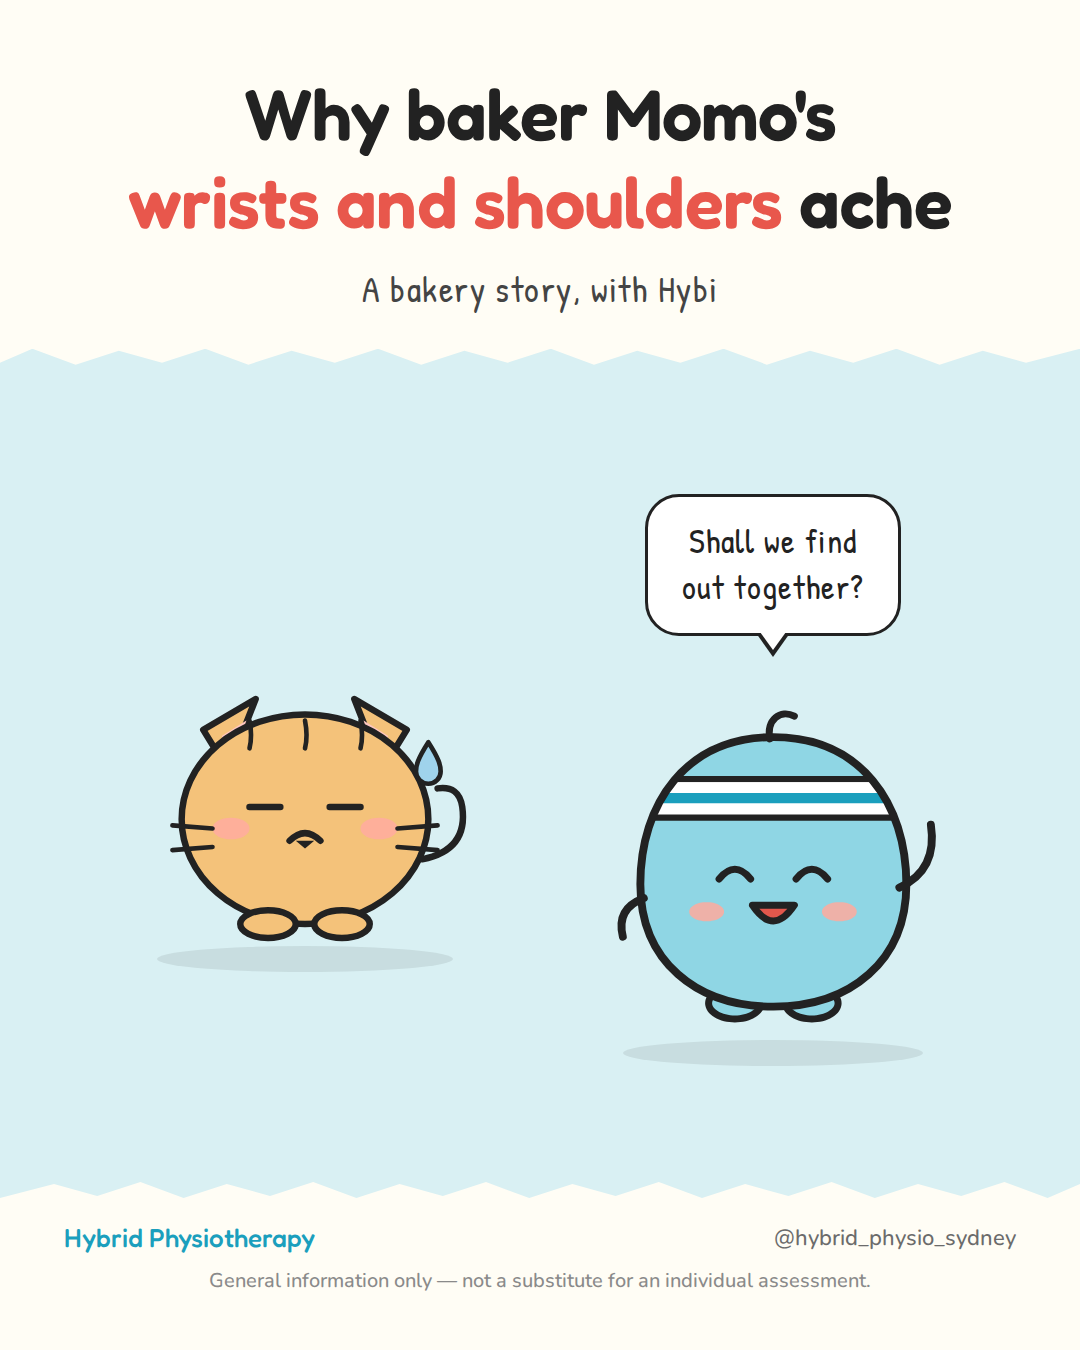 Why baker Momo's
wrists and shoulders ache
A bakery story, with Hybi
Shall we find
out together?
Hybrid Physiotherapy
@hybrid_physio_sydney
General information only — not a substitute for an individual assessment.